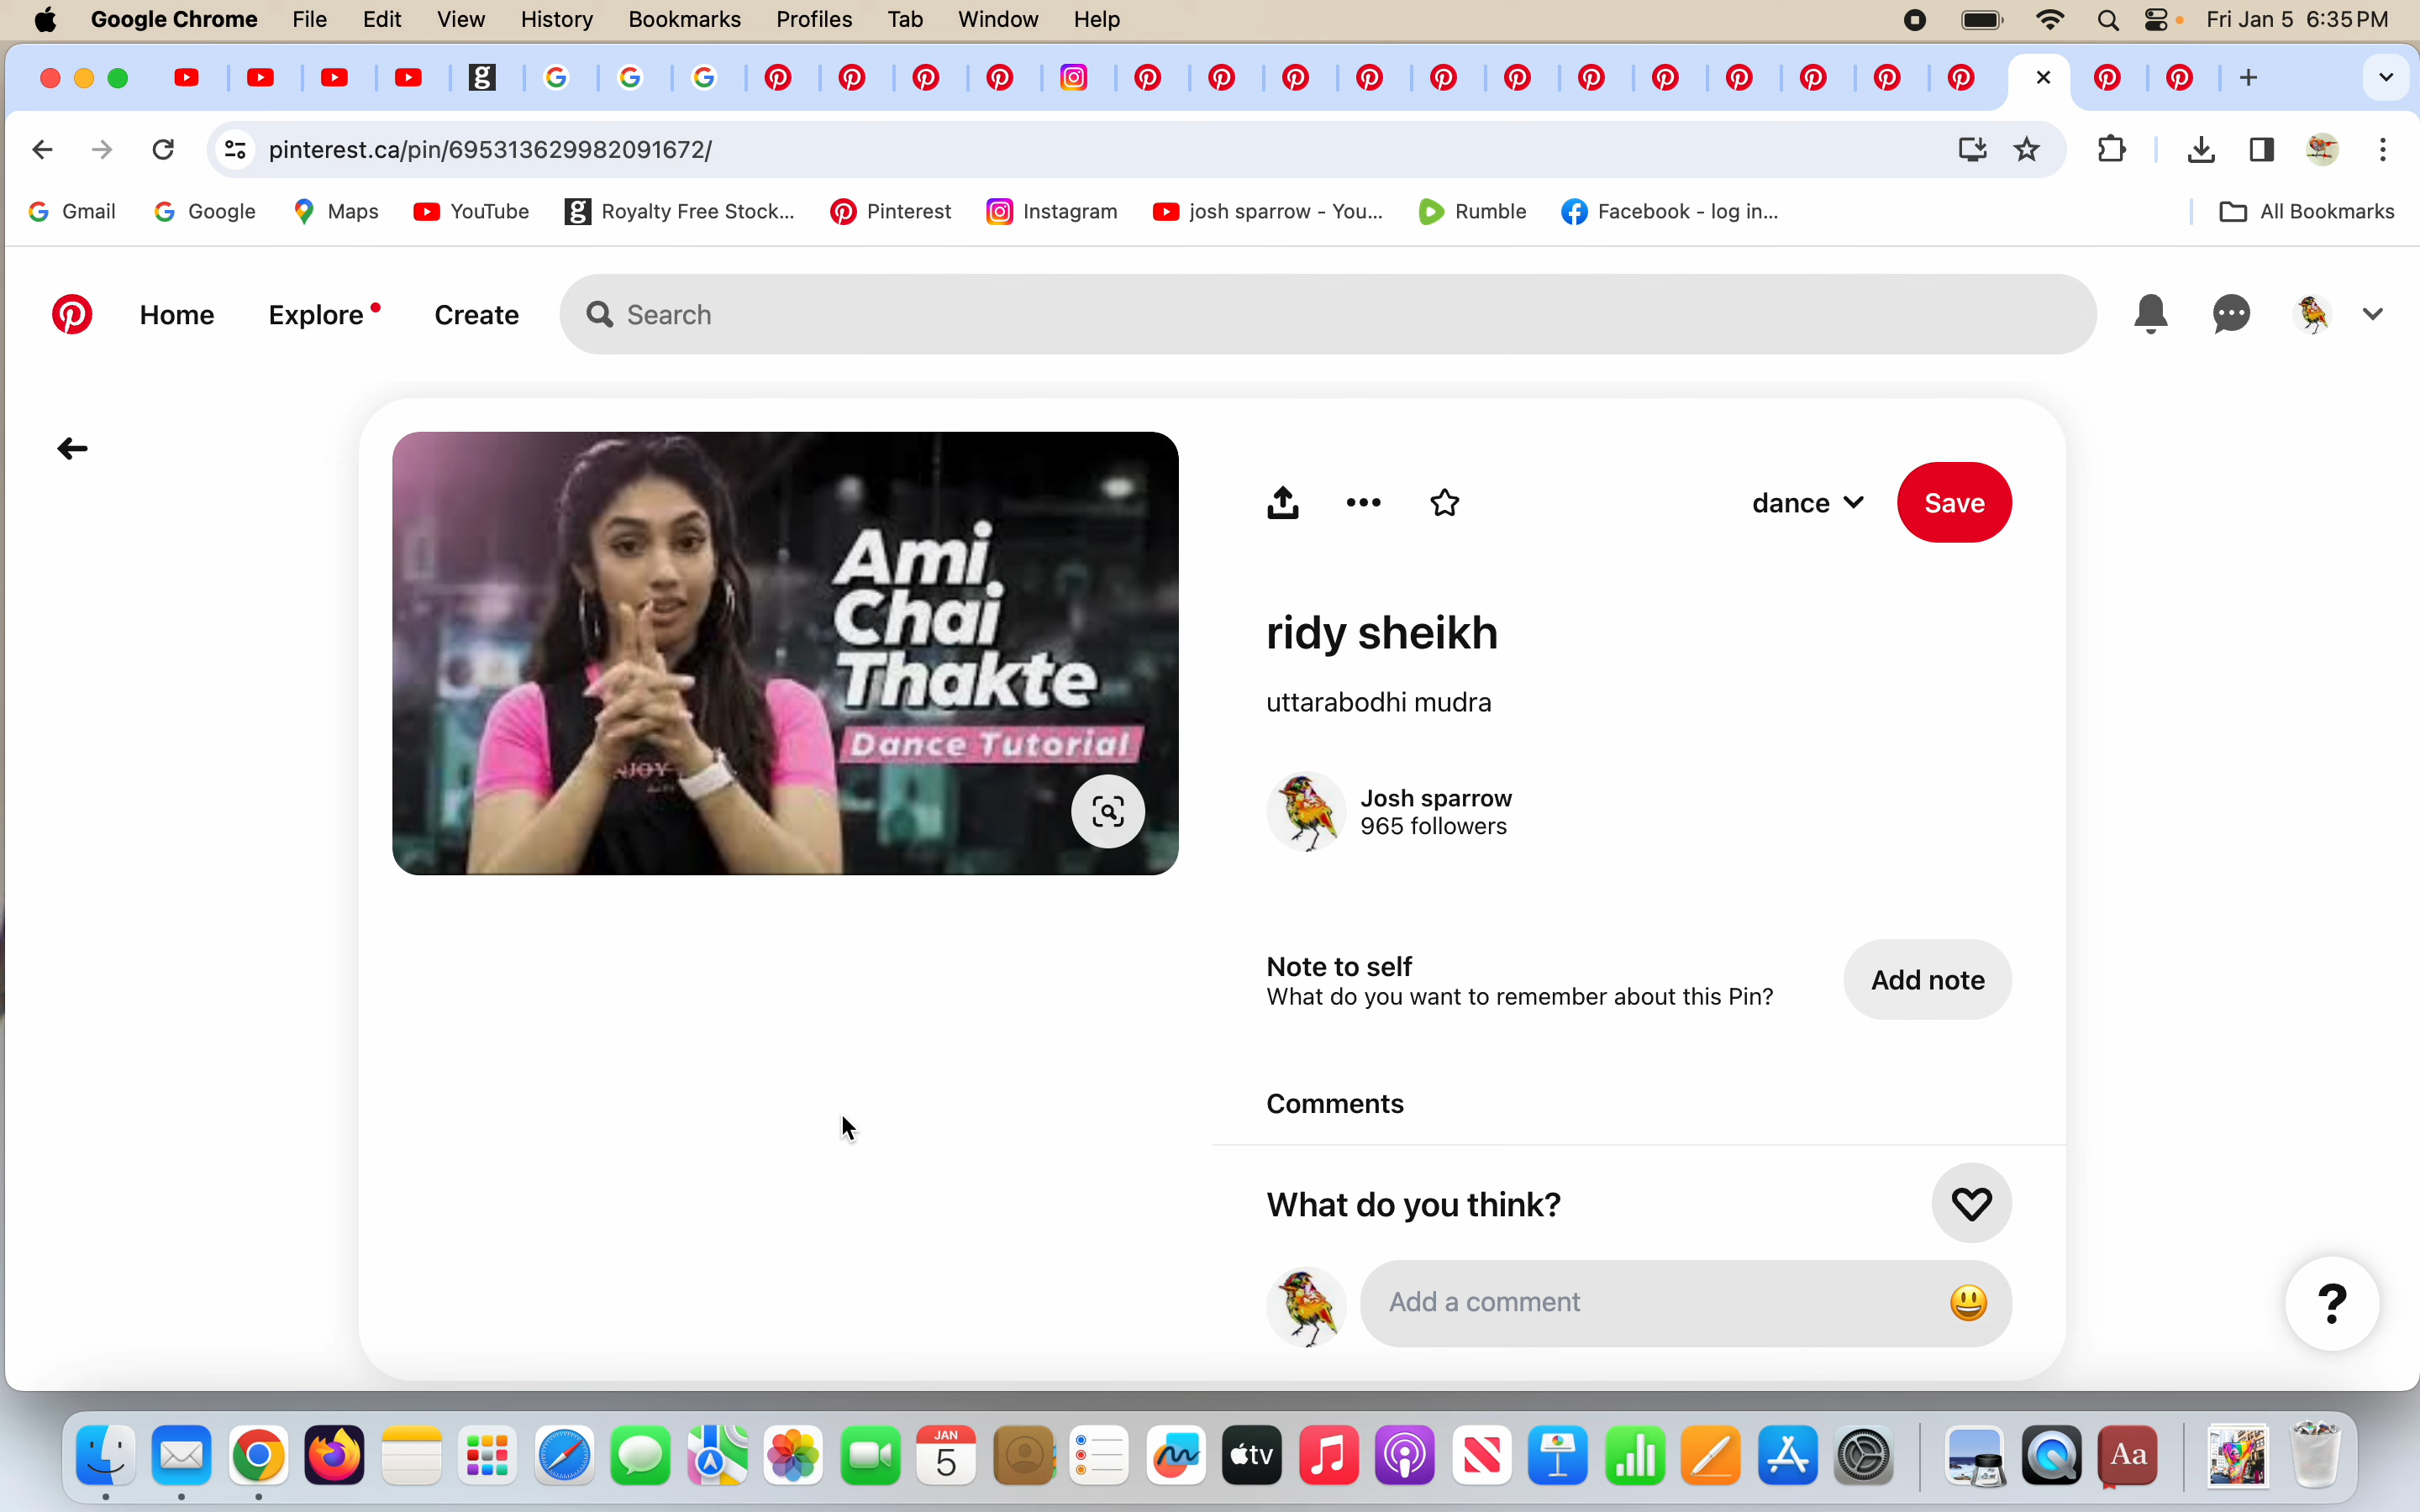 Google Chrome File Edit View History Bookmarks Profiles Tab Window Help Fri Jan 5 6:35 PM
pinterest.ca/pin/695313629982091672/
Gmail Google Maps YouTube Royalty Free Stock... Pinterest Instagram josh sparrow - You... Rumble Facebook - log in... All Bookmarks
Home Explore Create Search
Ami
Chai
Thakte
Dance Tutorial
NJOY
dance Save
ridy sheikh
uttarabodhi mudra
Josh sparrow
965 followers
Note to self
What do you want to remember about this Pin?
Add note
Comments
What do you think?
Add a comment
?
JAN
5
tv
Aa